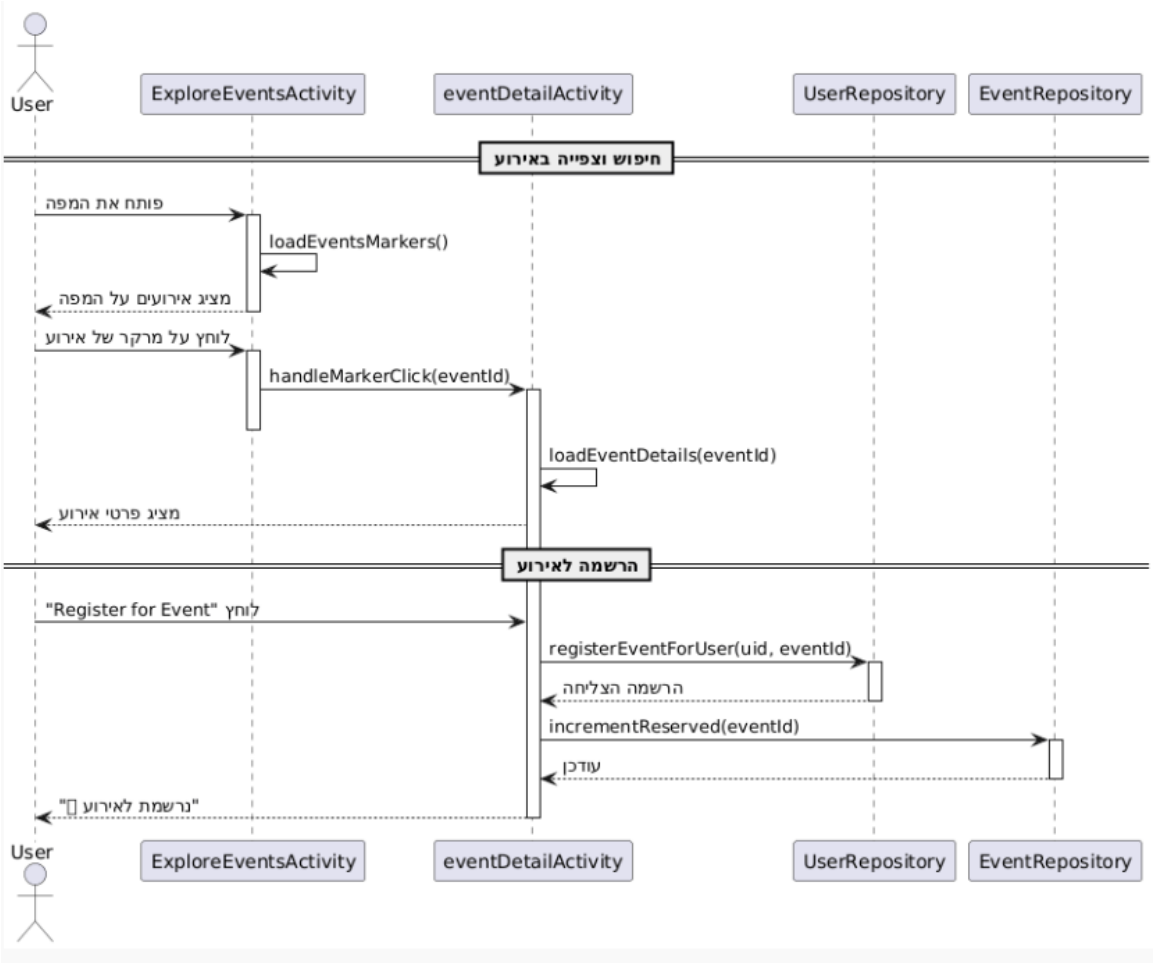 User
ExploreEventsActivity
eventDetailActivity
UserRepository
EventRepository
חיפוש וצפייה באירוע
פותח את המפה
loadEventsMarkers()
מציג אירועים על המפה
לוחץ על מרקר של אירוע
handleMarkerClick(eventId)
loadEventDetails(eventId)
מציג פרטי אירוע
הרשמה לאירוע
לוחץ "Register for Event"
registerEventForUser(uid, eventId)
הרשמה הצליחה
incrementReserved(eventId)
עודכן
"נרשמת לאירוע"
User
ExploreEventsActivity
eventDetailActivity
UserRepository
EventRepository